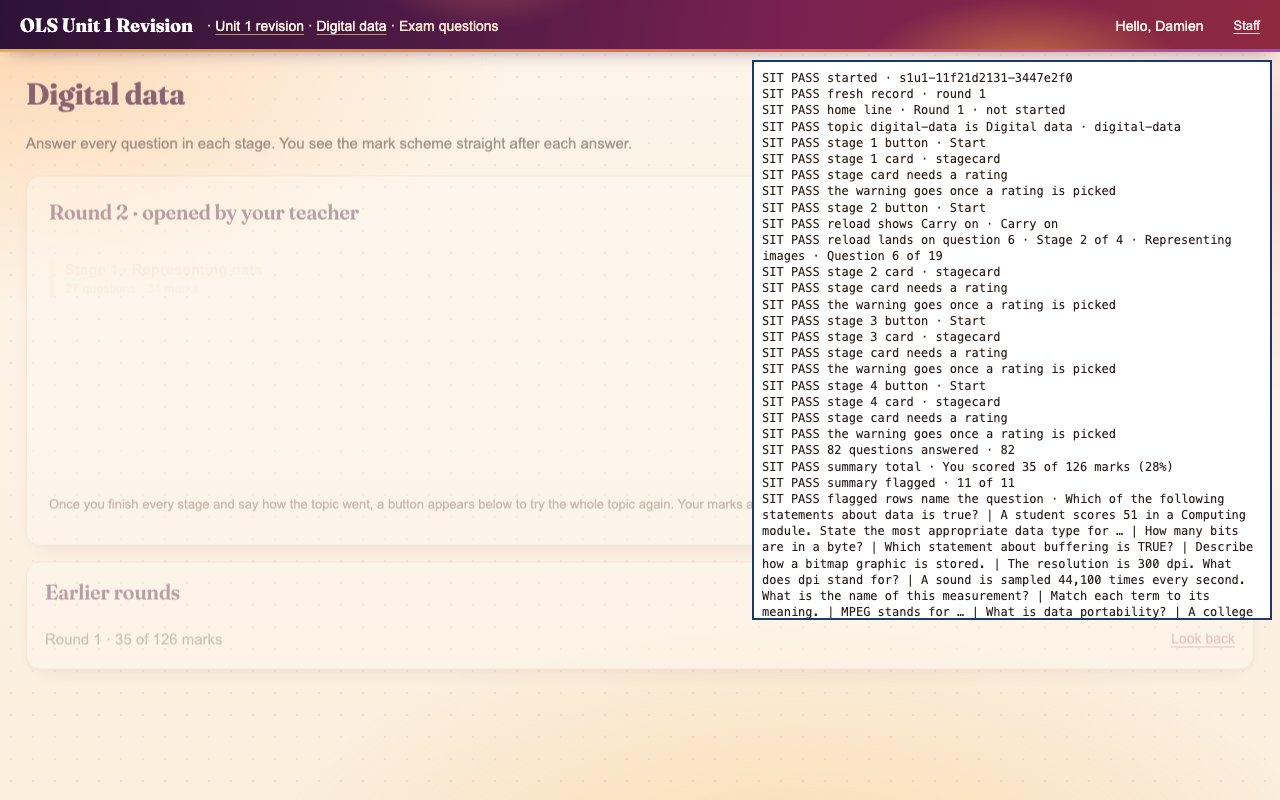 OLS Unit 1 Revision · Unit 1 revision · Digital data · Exam questions Hello, Damien Staff
Digital data
Answer every question in each stage. You see the mark scheme straight after each answer.
Round 2 · opened by your teacher
Stage 1 · Representing data
Once you finish every stage and say how the topic went, a button appears below to try the whole topic again. Your marks
Earlier rounds
Round 1 · 35 of 126 marks
Look back
SIT PASS started · s1u1-11f21d2131-3447e2f0
SIT PASS fresh record · round 1
SIT PASS home line · Round 1 · not started
SIT PASS topic digital-data is Digital data · digital-data
SIT PASS stage 1 button · Start
SIT PASS stage 1 card · stagecard
SIT PASS stage card needs a rating
SIT PASS the warning goes once a rating is picked
SIT PASS stage 2 button · Start
SIT PASS reload shows Carry on · Carry on
SIT PASS reload lands on question 6 · Stage 2 of 4 · Representing
images · Question 6 of 19
SIT PASS stage 2 card · stagecard
SIT PASS stage card needs a rating
SIT PASS the warning goes once a rating is picked
SIT PASS stage 3 button · Start
SIT PASS stage 3 card · stagecard
SIT PASS stage card needs a rating
SIT PASS the warning goes once a rating is picked
SIT PASS stage 4 button · Start
SIT PASS stage 4 card · stagecard
SIT PASS stage card needs a rating
SIT PASS the warning goes once a rating is picked
SIT PASS 82 questions answered · 82
SIT PASS summary total · You scored 35 of 126 marks (28%)
SIT PASS summary flagged · 11 of 11
SIT PASS flagged rows name the question · Which of the following
statements about data is true? | A student scores 51 in a Computing
module. State the most appropriate data type for … | How many bits
are in a byte? | Which statement about buffering is TRUE? | Describe
how a bitmap graphic is stored. | The resolution is 300 dpi. What
does dpi stand for? | A sound is sampled 44,100 times every second.
What is the name of this measurement? | Match each term to its
meaning. | MPEG stands for … | What is data portability? | A college